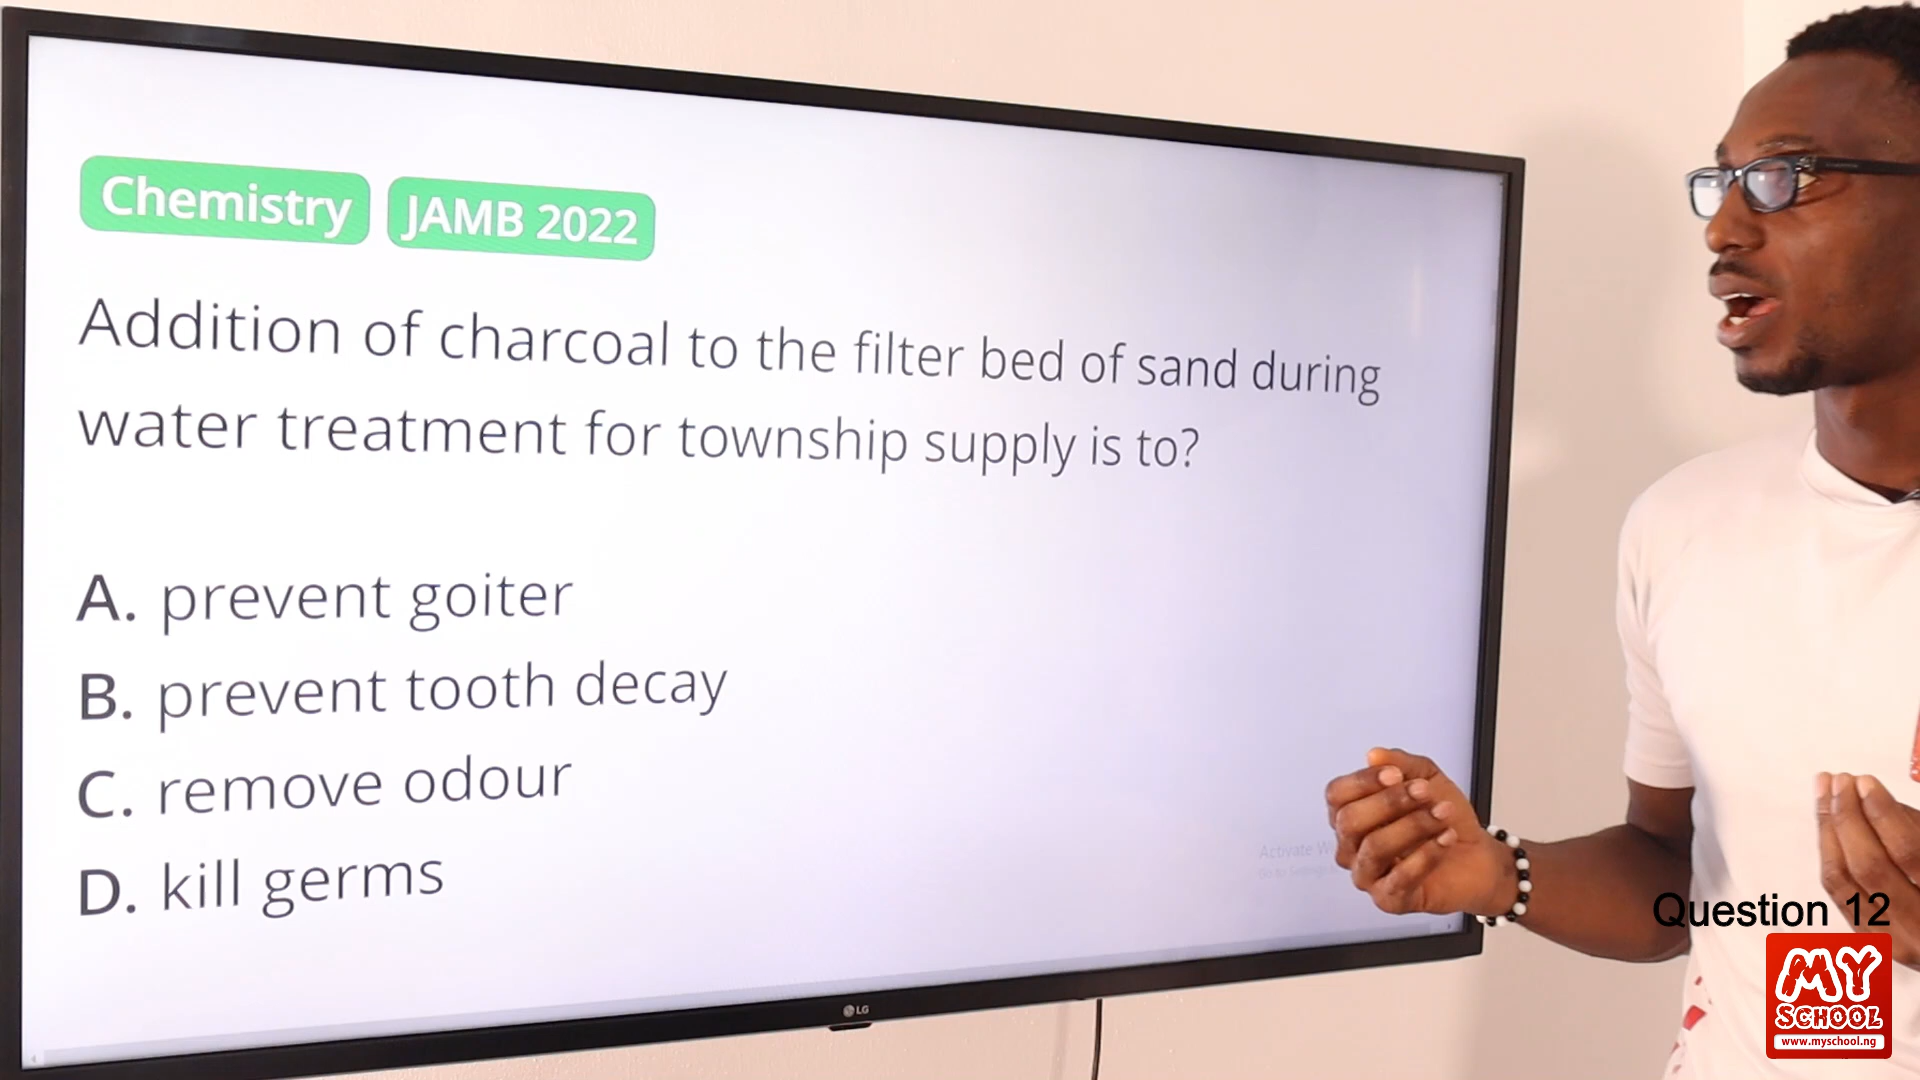 Chemistry JAMB 2022
Addition of charcoal to the filter bed of sand during
water treatment for township supply is to?
A. prevent goiter
B. prevent tooth decay
C. remove odour
D. kill germs
LG
Question 12
MY
SCHOOL
www.myschool.ng